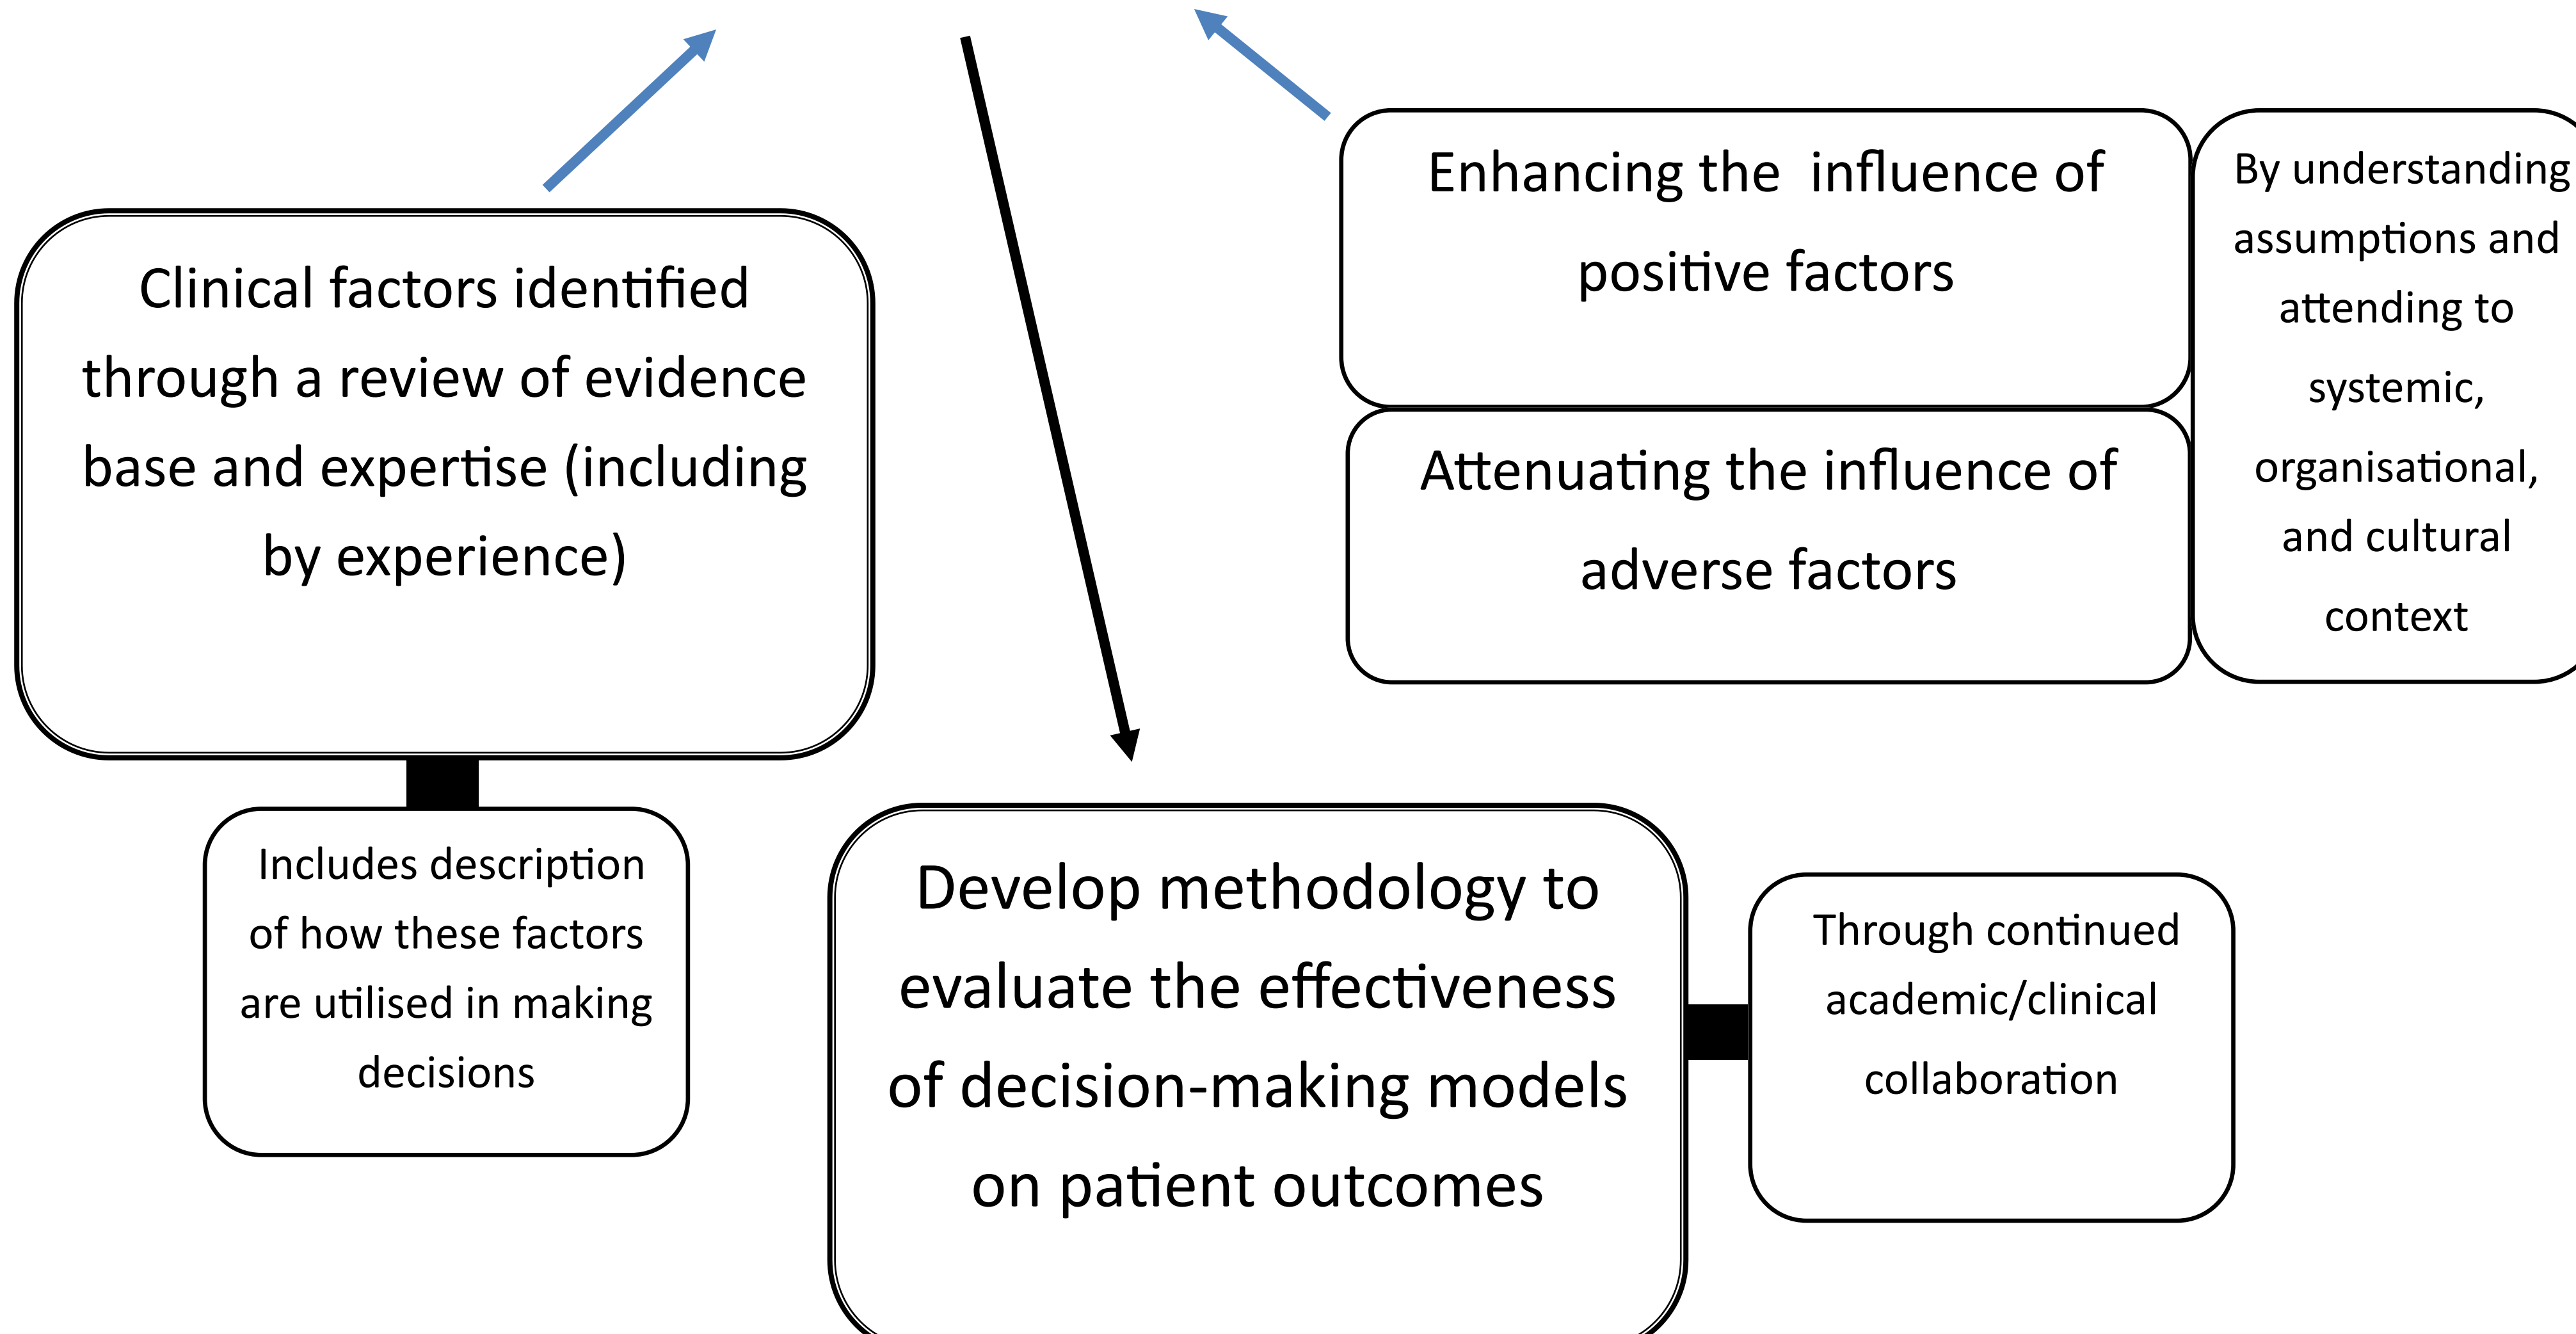 Clinical factors identified
through a review of evidence
base and expertise (including
by experience)
Includes description
of how these factors
are utilised in making
decisions
Enhancing the  influence of
positive factors
Attenuating the influence of
adverse factors
By understanding
assumptions and
attending to
systemic,
organisational,
and cultural
context
Develop methodology to
evaluate the effectiveness
of decision-making models
on patient outcomes
Through continued
academic/clinical
collaboration